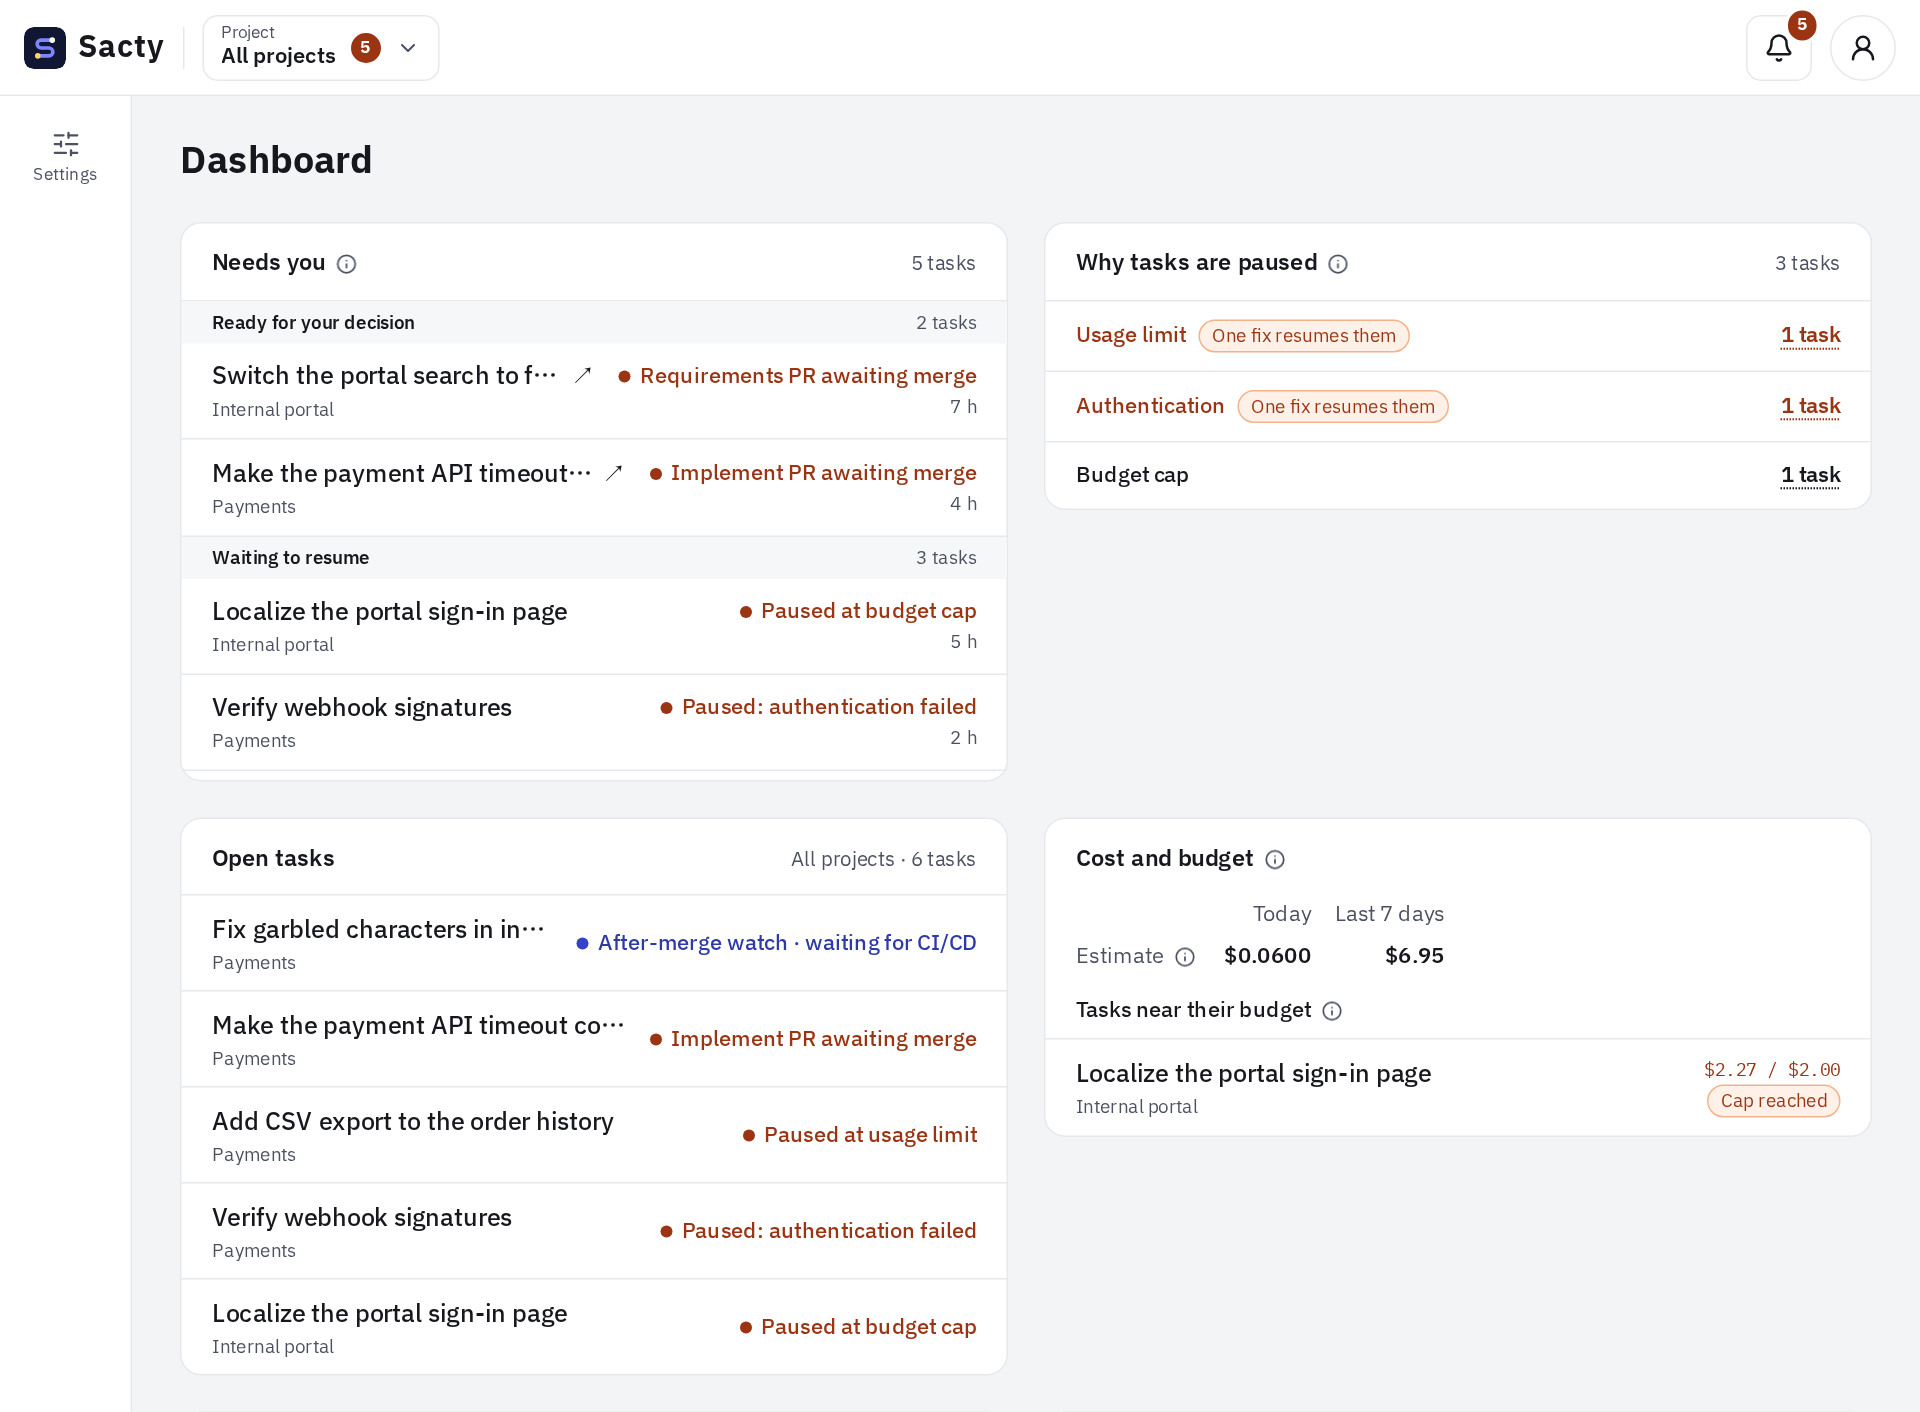 Sacty
Project
All projects
5
5
Settings
Dashboard
Needs you
5 tasks
Ready for your decision
2 tasks
Switch the portal search to f…
Requirements PR awaiting merge
Internal portal
7 h
Make the payment API timeout…
Implement PR awaiting merge
Payments
4 h
Waiting to resume
3 tasks
Localize the portal sign-in page
Paused at budget cap
Internal portal
5 h
Verify webhook signatures
Paused: authentication failed
Payments
2 h
Why tasks are paused
3 tasks
Usage limit
One fix resumes them
1 task
Authentication
One fix resumes them
1 task
Budget cap
1 task
Open tasks
All projects · 6 tasks
Fix garbled characters in in…
After-merge watch · waiting for CI/CD
Payments
Make the payment API timeout co…
Implement PR awaiting merge
Payments
Add CSV export to the order history
Paused at usage limit
Payments
Verify webhook signatures
Paused: authentication failed
Payments
Localize the portal sign-in page
Paused at budget cap
Internal portal
Cost and budget
Today
Last 7 days
Estimate
$0.0600
$6.95
Tasks near their budget
Localize the portal sign-in page
$2.27 / $2.00
Internal portal
Cap reached